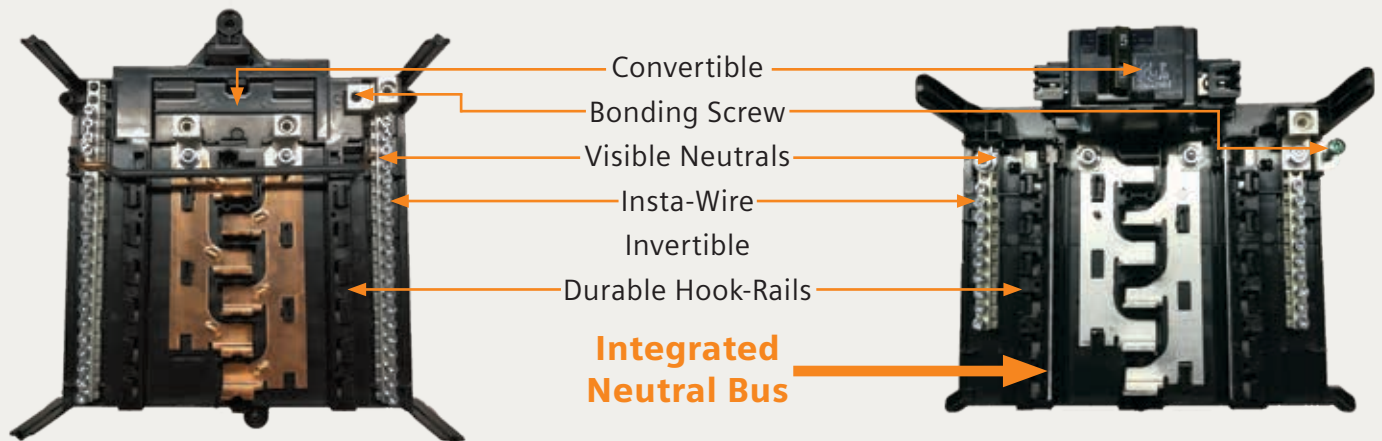 Convertible
Bonding Screw
Visible Neutrals
Insta-Wire
Invertible
Durable Hook-Rails
Integrated
Neutral Bus